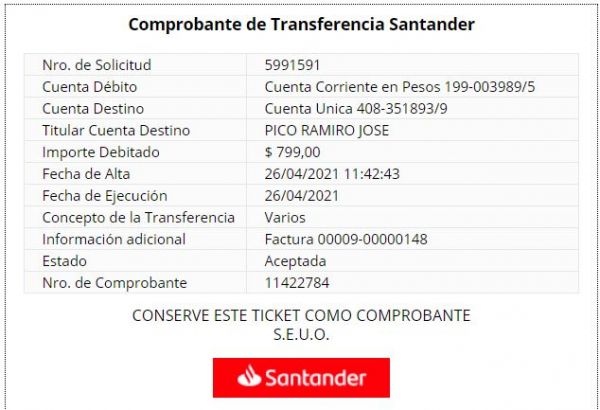 Comprobante de Transferencia Santander
Nro. de Solicitud 5991591
Cuenta Débito Cuenta Corriente en Pesos 199-003989/5
Cuenta Destino Cuenta Unica 408-351893/9
Titular Cuenta Destino PICO RAMIRO JOSE
Importe Debitado $ 799,00
Fecha de Alta 26/04/2021 11:42:43
Fecha de Ejecución 26/04/2021
Concepto de la Transferencia Varios
Información adicional Factura 00009-00000148
Estado Aceptada
Nro. de Comprobante 11422784
CONSERVE ESTE TICKET COMO COMPROBANTE
S.E.U.O.
Santander